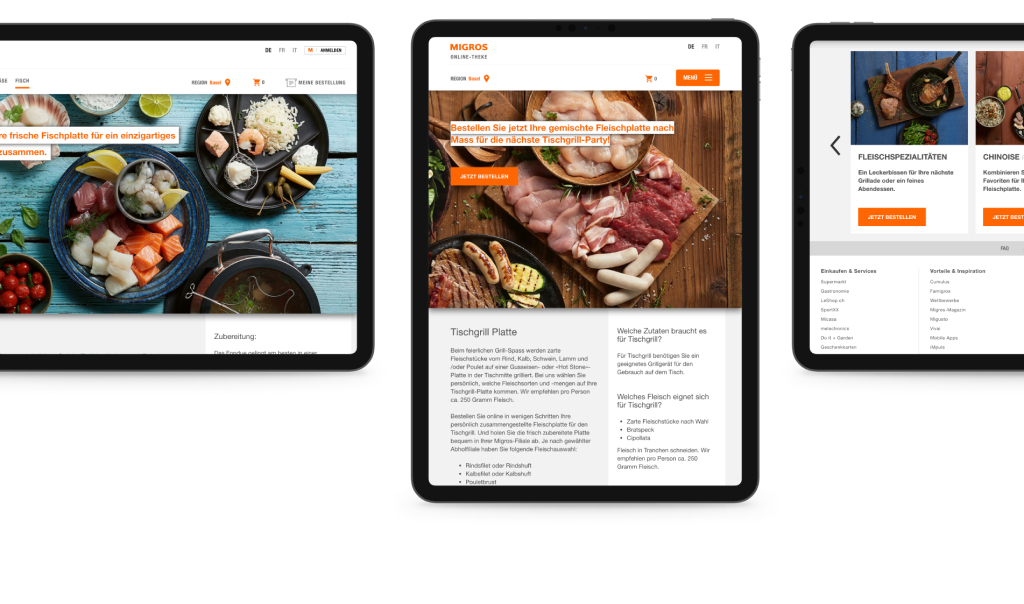 DE FR IT M ANMELDEN
FISCH
REGION Basel 0 MEINE BESTELLUNG
frische Fischplatte für ein einzigartiges
zusammen.
Zubereitung:
Das Fondue gelingt am besten in einer
MIGROS
ONLINE-THEKE
DE FR IT
REGION Basel 0 MENÜ
Bestellen Sie jetzt Ihre gemischte Fleischplatte nach
Mass für die nächste Tischgrill-Party!
JETZT BESTELLEN
Tischgrill Platte
Beim feierlichen Grill-Spass werden zarte
Fleischstücke vom Rind, Kalb, Schwein, Lamm und
/oder Poulet auf einer Gusseisen- oder «Hot Stone»-
Platte in der Tischmitte grilliert. Bei uns wählen Sie
persönlich, welche Fleischsorten und -mengen auf Ihre
Tischgrill-Platte kommen. Wir empfehlen pro Person
ca. 250 Gramm Fleisch.
Bestellen Sie online in wenigen Schritten Ihre
persönlich zusammengestellte Fleischplatte für den
Tischgrill. Und holen Sie die frisch zubereitete Platte
bequem in Ihrer Migros-Filiale ab. Je nach gewählter
Abholfiliale haben Sie folgende Fleischauswahl:
• Rindsfilet oder Rindshuft
• Kalbsfilet oder Kalbshuft
• Pouletbrust
Welche Zutaten braucht es
für Tischgrill?
Für Tischgrill benötigen Sie ein
geeignetes Grillgerät für den
Gebrauch auf dem Tisch.
Welches Fleisch eignet sich
für Tischgrill?
• Zarte Fleischstücke nach Wahl
• Bratspeck
• Cipollata
Fleisch in Tranchen schneiden. Wir
empfehlen pro Person ca. 250
Gramm Fleisch.
FLEISCHSPEZIALITÄTEN
Ein Leckerbissen für Ihre nächste
Grillade oder ein feines
Abendessen.
JETZT BESTELLEN
CHINOISE
Kombinieren S
Favoriten für I
Fleischplatte.
JETZT BEST
FAQ
Einkaufen & Services
Supermarkt
Gastronomie
LeShop.ch
SportXX
Micasa
melectronics
Do it + Garden
Geschenkkarten
Vorteile & Inspiration
Cumulus
Famigros
Wettbewerbe
Migros-Magazin
Migusto
Vivai
Mobile Apps
iMpuls